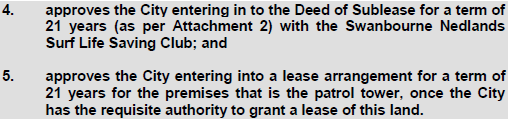 4. approves the City entering in to the Deed of Sublease for a term of
21 years (as per Attachment 2) with the Swanbourne Nedlands
Surf Life Saving Club; and
5. approves the City entering into a lease arrangement for a term of
21 years for the premises that is the patrol tower, once the City
has the requisite authority to grant a lease of this land.